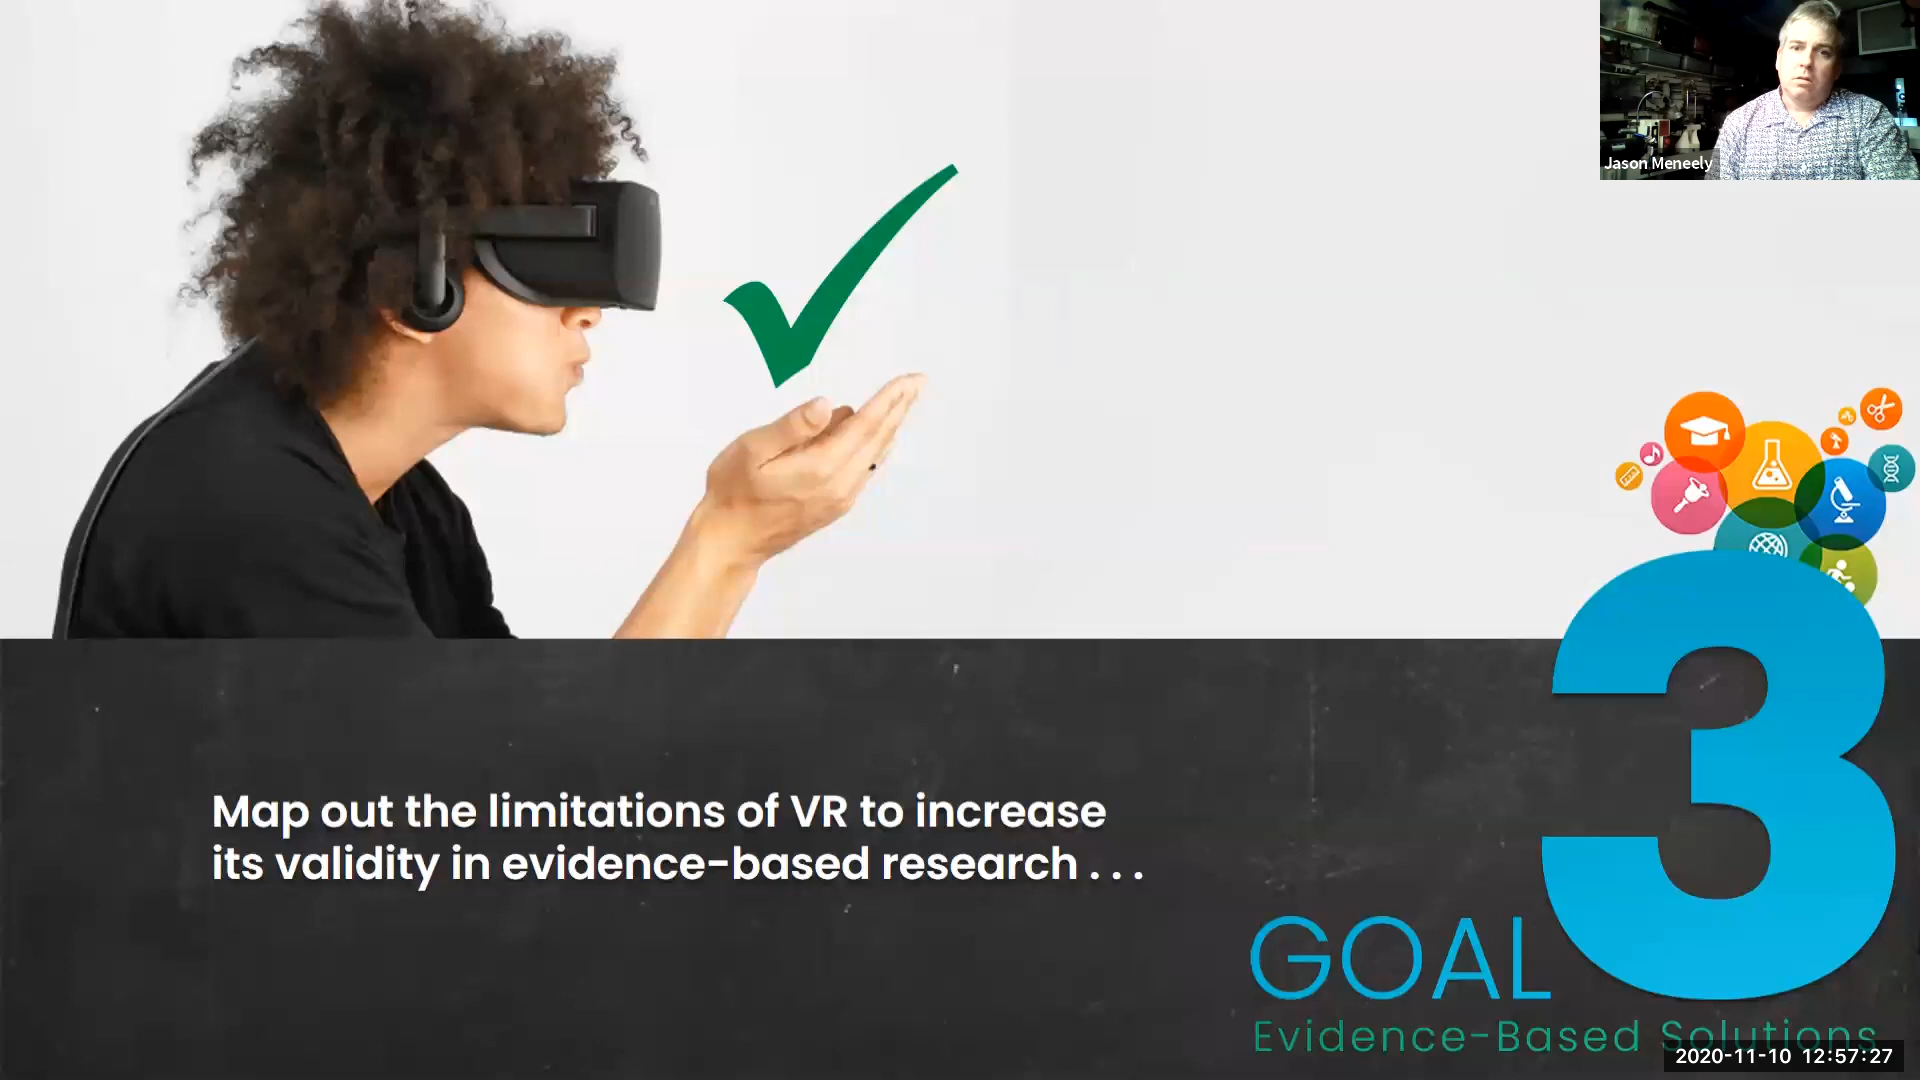 Jason Meneely
Map out the limitations of VR to increase
its validity in evidence-based research . . .
3
GOAL
Evidence-Based Solutions
2020-11-10 12:57:27